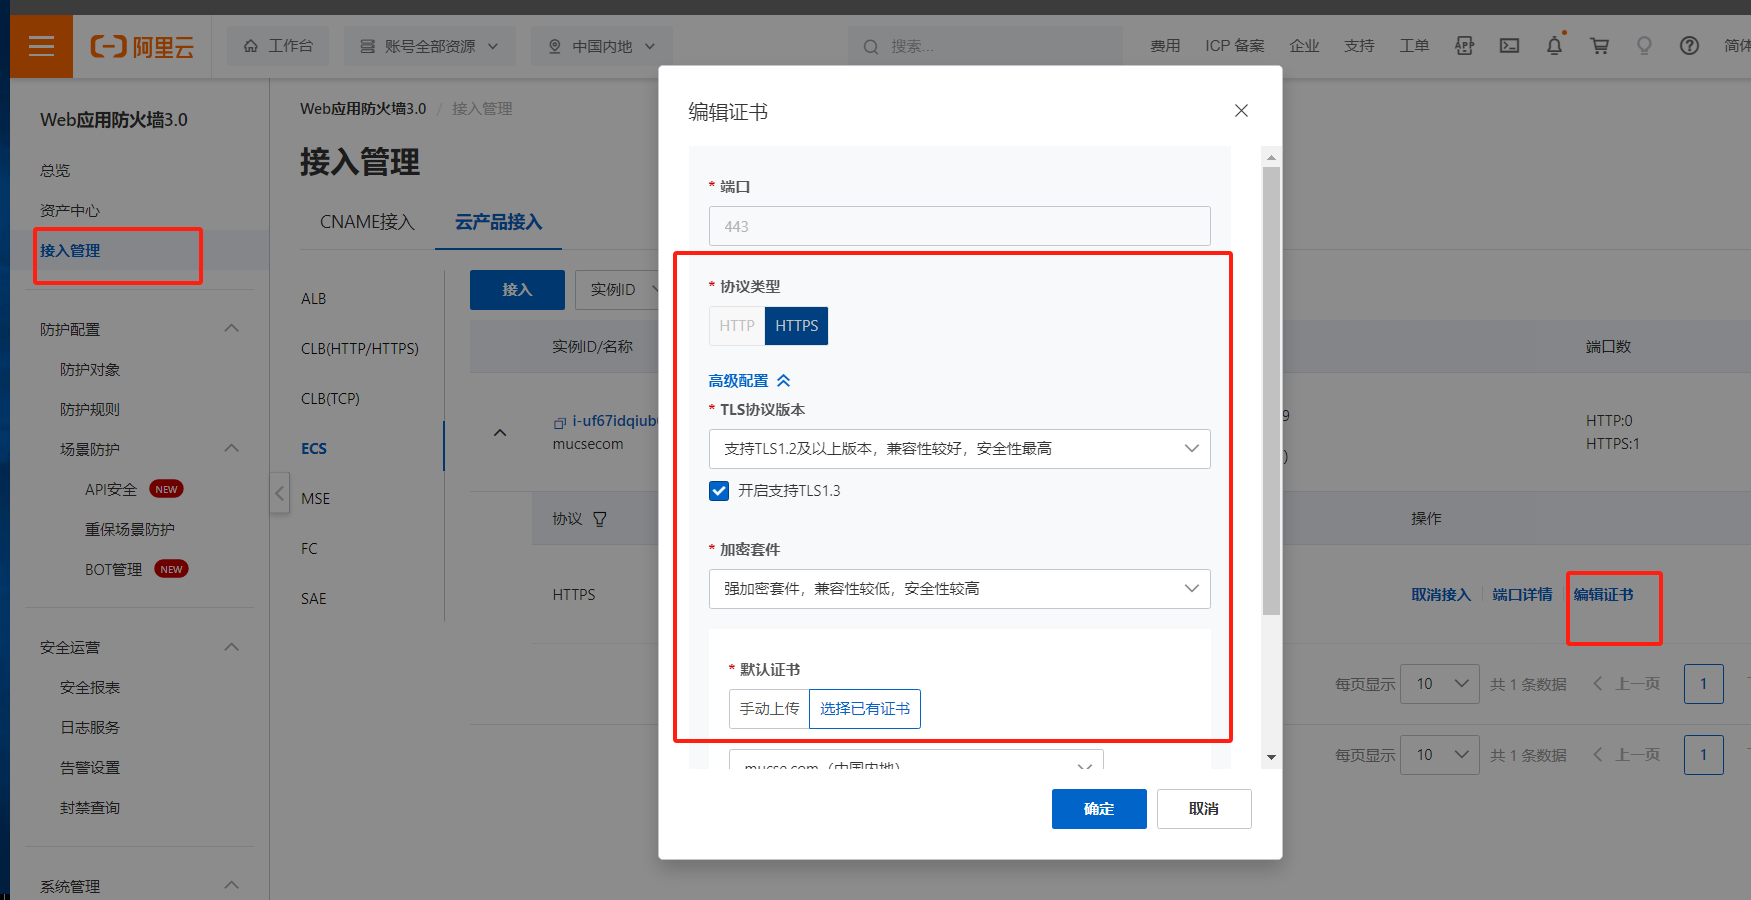 阿里云
工作台
账号全部资源
中国内地
搜索...
费用
ICP 备案
企业
支持
工单
APP
简体
Web应用防火墙3.0
总览
资产中心
接入管理
防护配置
防护对象
防护规则
场景防护
API安全 NEW
重保场景防护
BOT管理 NEW
安全运营
安全报表
日志服务
告警设置
封禁查询
系统管理
Web应用防火墙3.0 / 接入管理
接入管理
CNAME接入
云产品接入
ALB
CLB(HTTP/HTTPS)
CLB(TCP)
ECS
MSE
FC
SAE
接入
实例ID
实例ID/名称
端口数
i-uf67idqiub
mucsecom
9
)
HTTP:0
HTTPS:1
协议
操作
HTTPS
取消接入
端口详情
编辑证书
每页显示 10 共 1 条数据 上一页 1
每页显示 10 共 1 条数据 上一页 1
编辑证书
* 端口
443
* 协议类型
HTTP HTTPS
高级配置
* TLS协议版本
支持TLS1.2及以上版本，兼容性较好，安全性最高
开启支持TLS1.3
* 加密套件
强加密套件，兼容性较低，安全性较高
* 默认证书
手动上传 选择已有证书
mucse.com（中国内地）
确定
取消